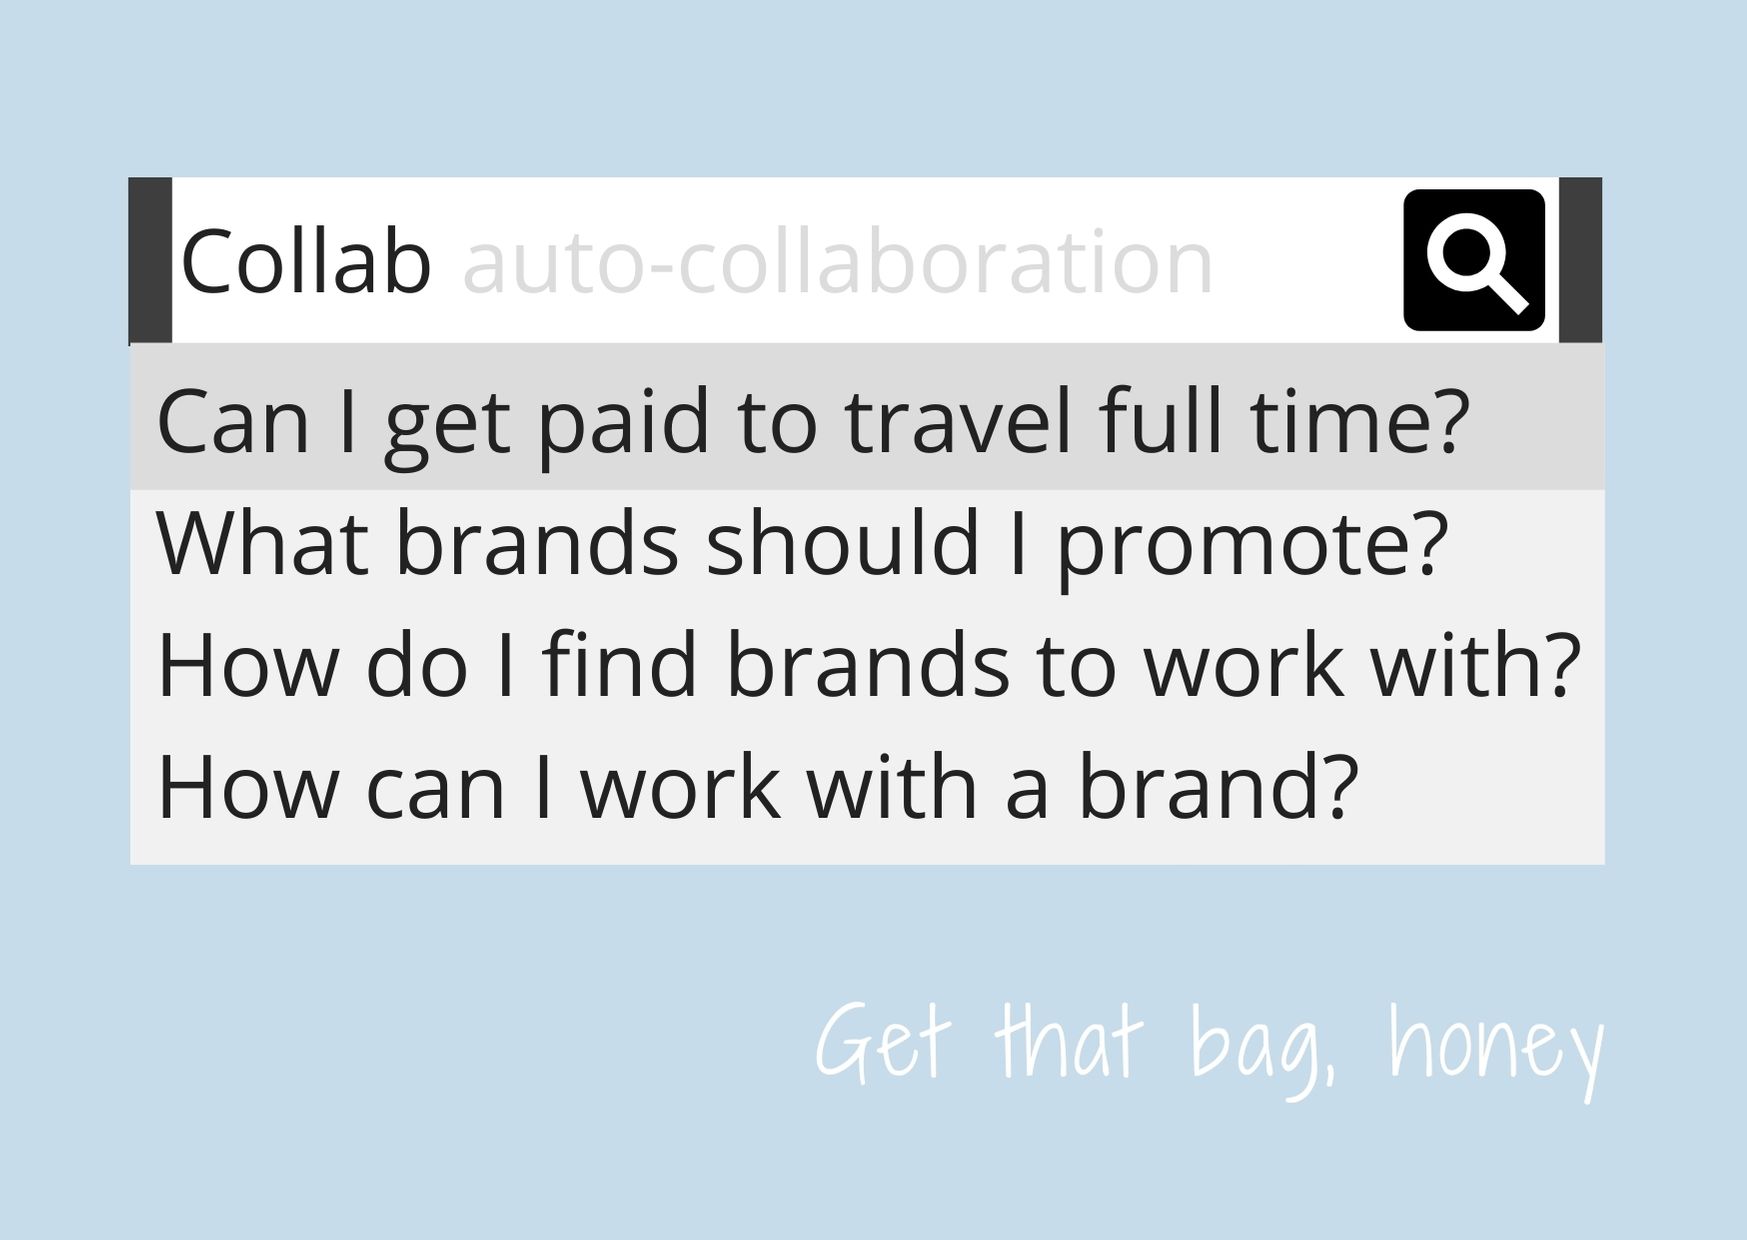 Collab auto-collaboration
Can I get paid to travel full time?
What brands should I promote?
How do I find brands to work with?
How can I work with a brand?
Get that bag, honey